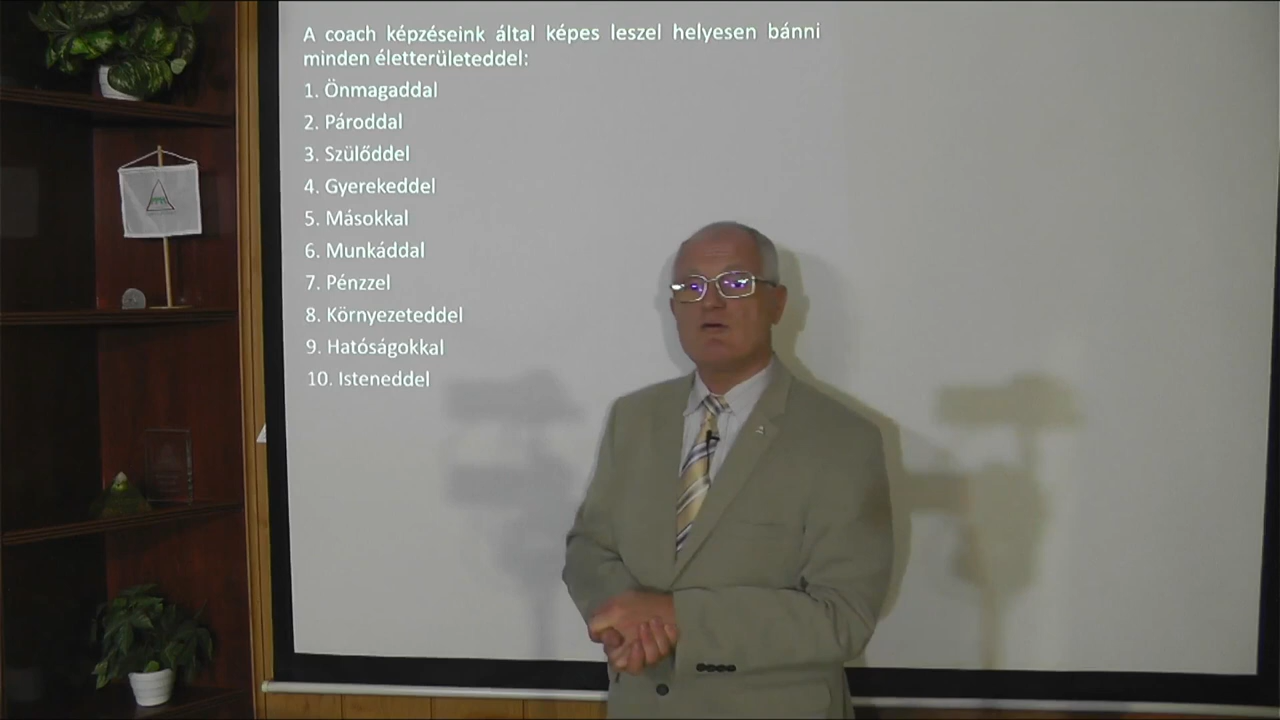 A coach képzéseink által képes leszel helyesen bánni
minden életterületeddel:
1. Önmagaddal
2. Pároddal
3. Szülőddel
4. Gyerekeddel
5. Másokkal
6. Munkáddal
7. Pénzzel
8. Környezeteddel
9. Hatóságokkal
10. Isteneddel